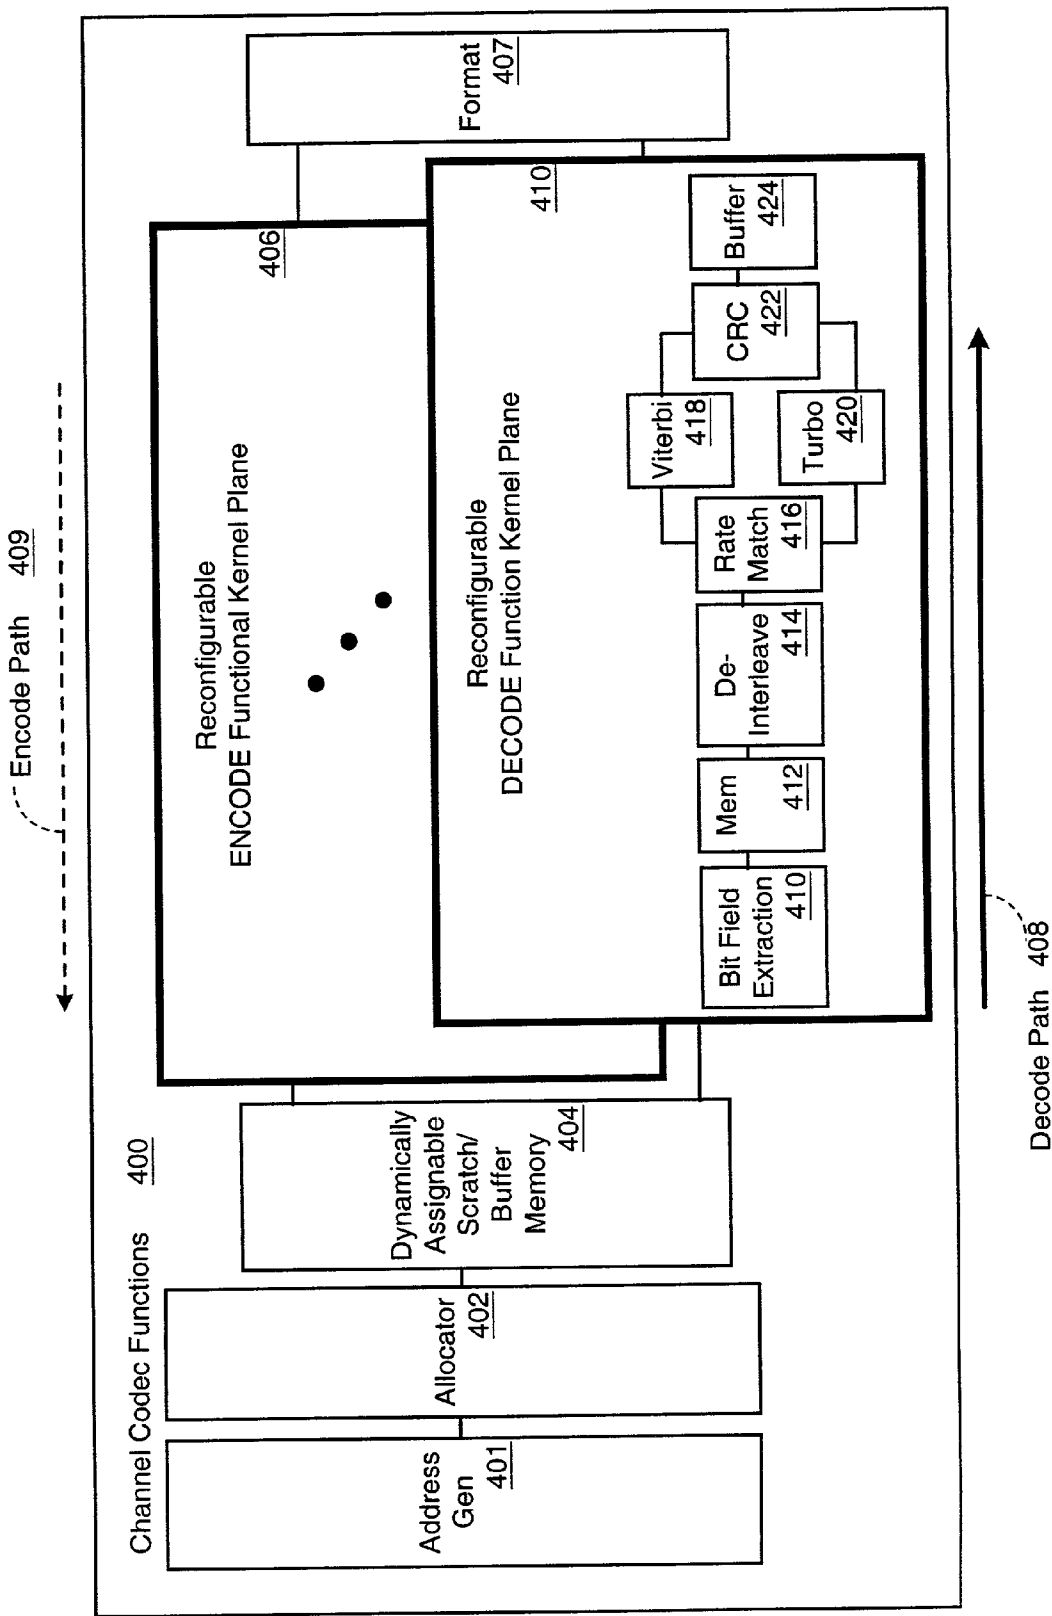 Encode Path 409
Channel Codec Functions 400
Address
Gen
401
Allocator
402
Dynamically
Assignable
Scratch/
Buffer
Memory
404
Reconfigurable
ENCODE Functional Kernel Plane
406
Reconfigurable
DECODE Function Kernel Plane
410
Bit Field
Extraction
410
Mem
412
De-
Interleave
414
Rate
Match
416
Viterbi
418
Turbo
420
CRC
422
Buffer
424
Format
407
Decode Path 408